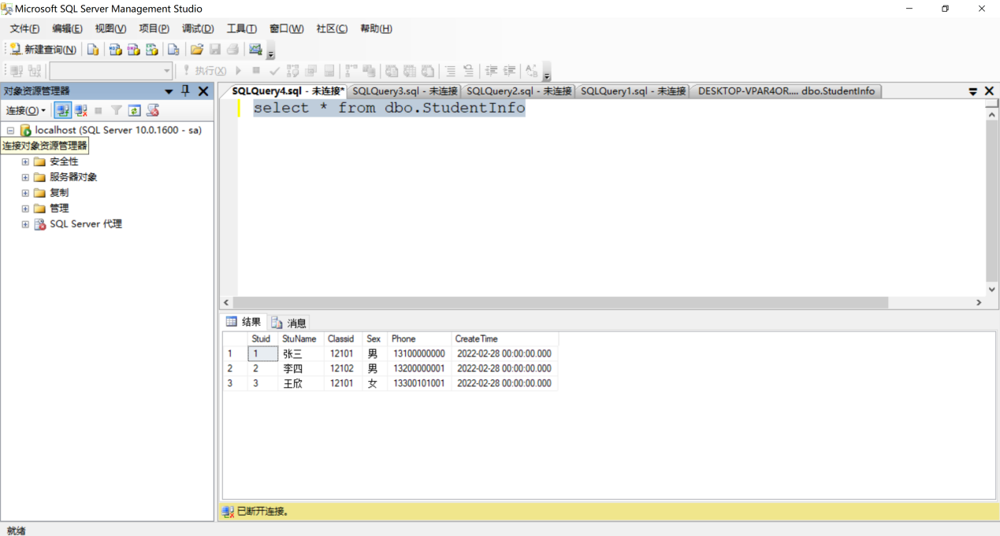 Microsoft SQL Server Management Studio
文件(F) 编辑(E) 视图(V) 项目(P) 调试(D) 工具(T) 窗口(W) 社区(C) 帮助(H)
新建查询(N)
执行(X)
对象资源管理器
SQLQuery4.sql - 未连接* SQLQuery3.sql - 未连接 SQLQuery2.sql - 未连接 SQLQuery1.sql - 未连接 DESKTOP-VPAR4OR.... dbo.StudentInfo
连接(O)
select * from dbo.StudentInfo
localhost (SQL Server 10.0.1600 - sa)
连接对象资源管理器
安全性
服务器对象
复制
管理
SQL Server 代理
结果 消息
Stuid StuName Classid Sex Phone CreateTime
1 1 张三 12101 男 13100000000 2022-02-28 00:00:00.000
2 2 李四 12102 男 13200000001 2022-02-28 00:00:00.000
3 3 王欣 12101 女 13300101001 2022-02-28 00:00:00.000
已断开连接。
就绪